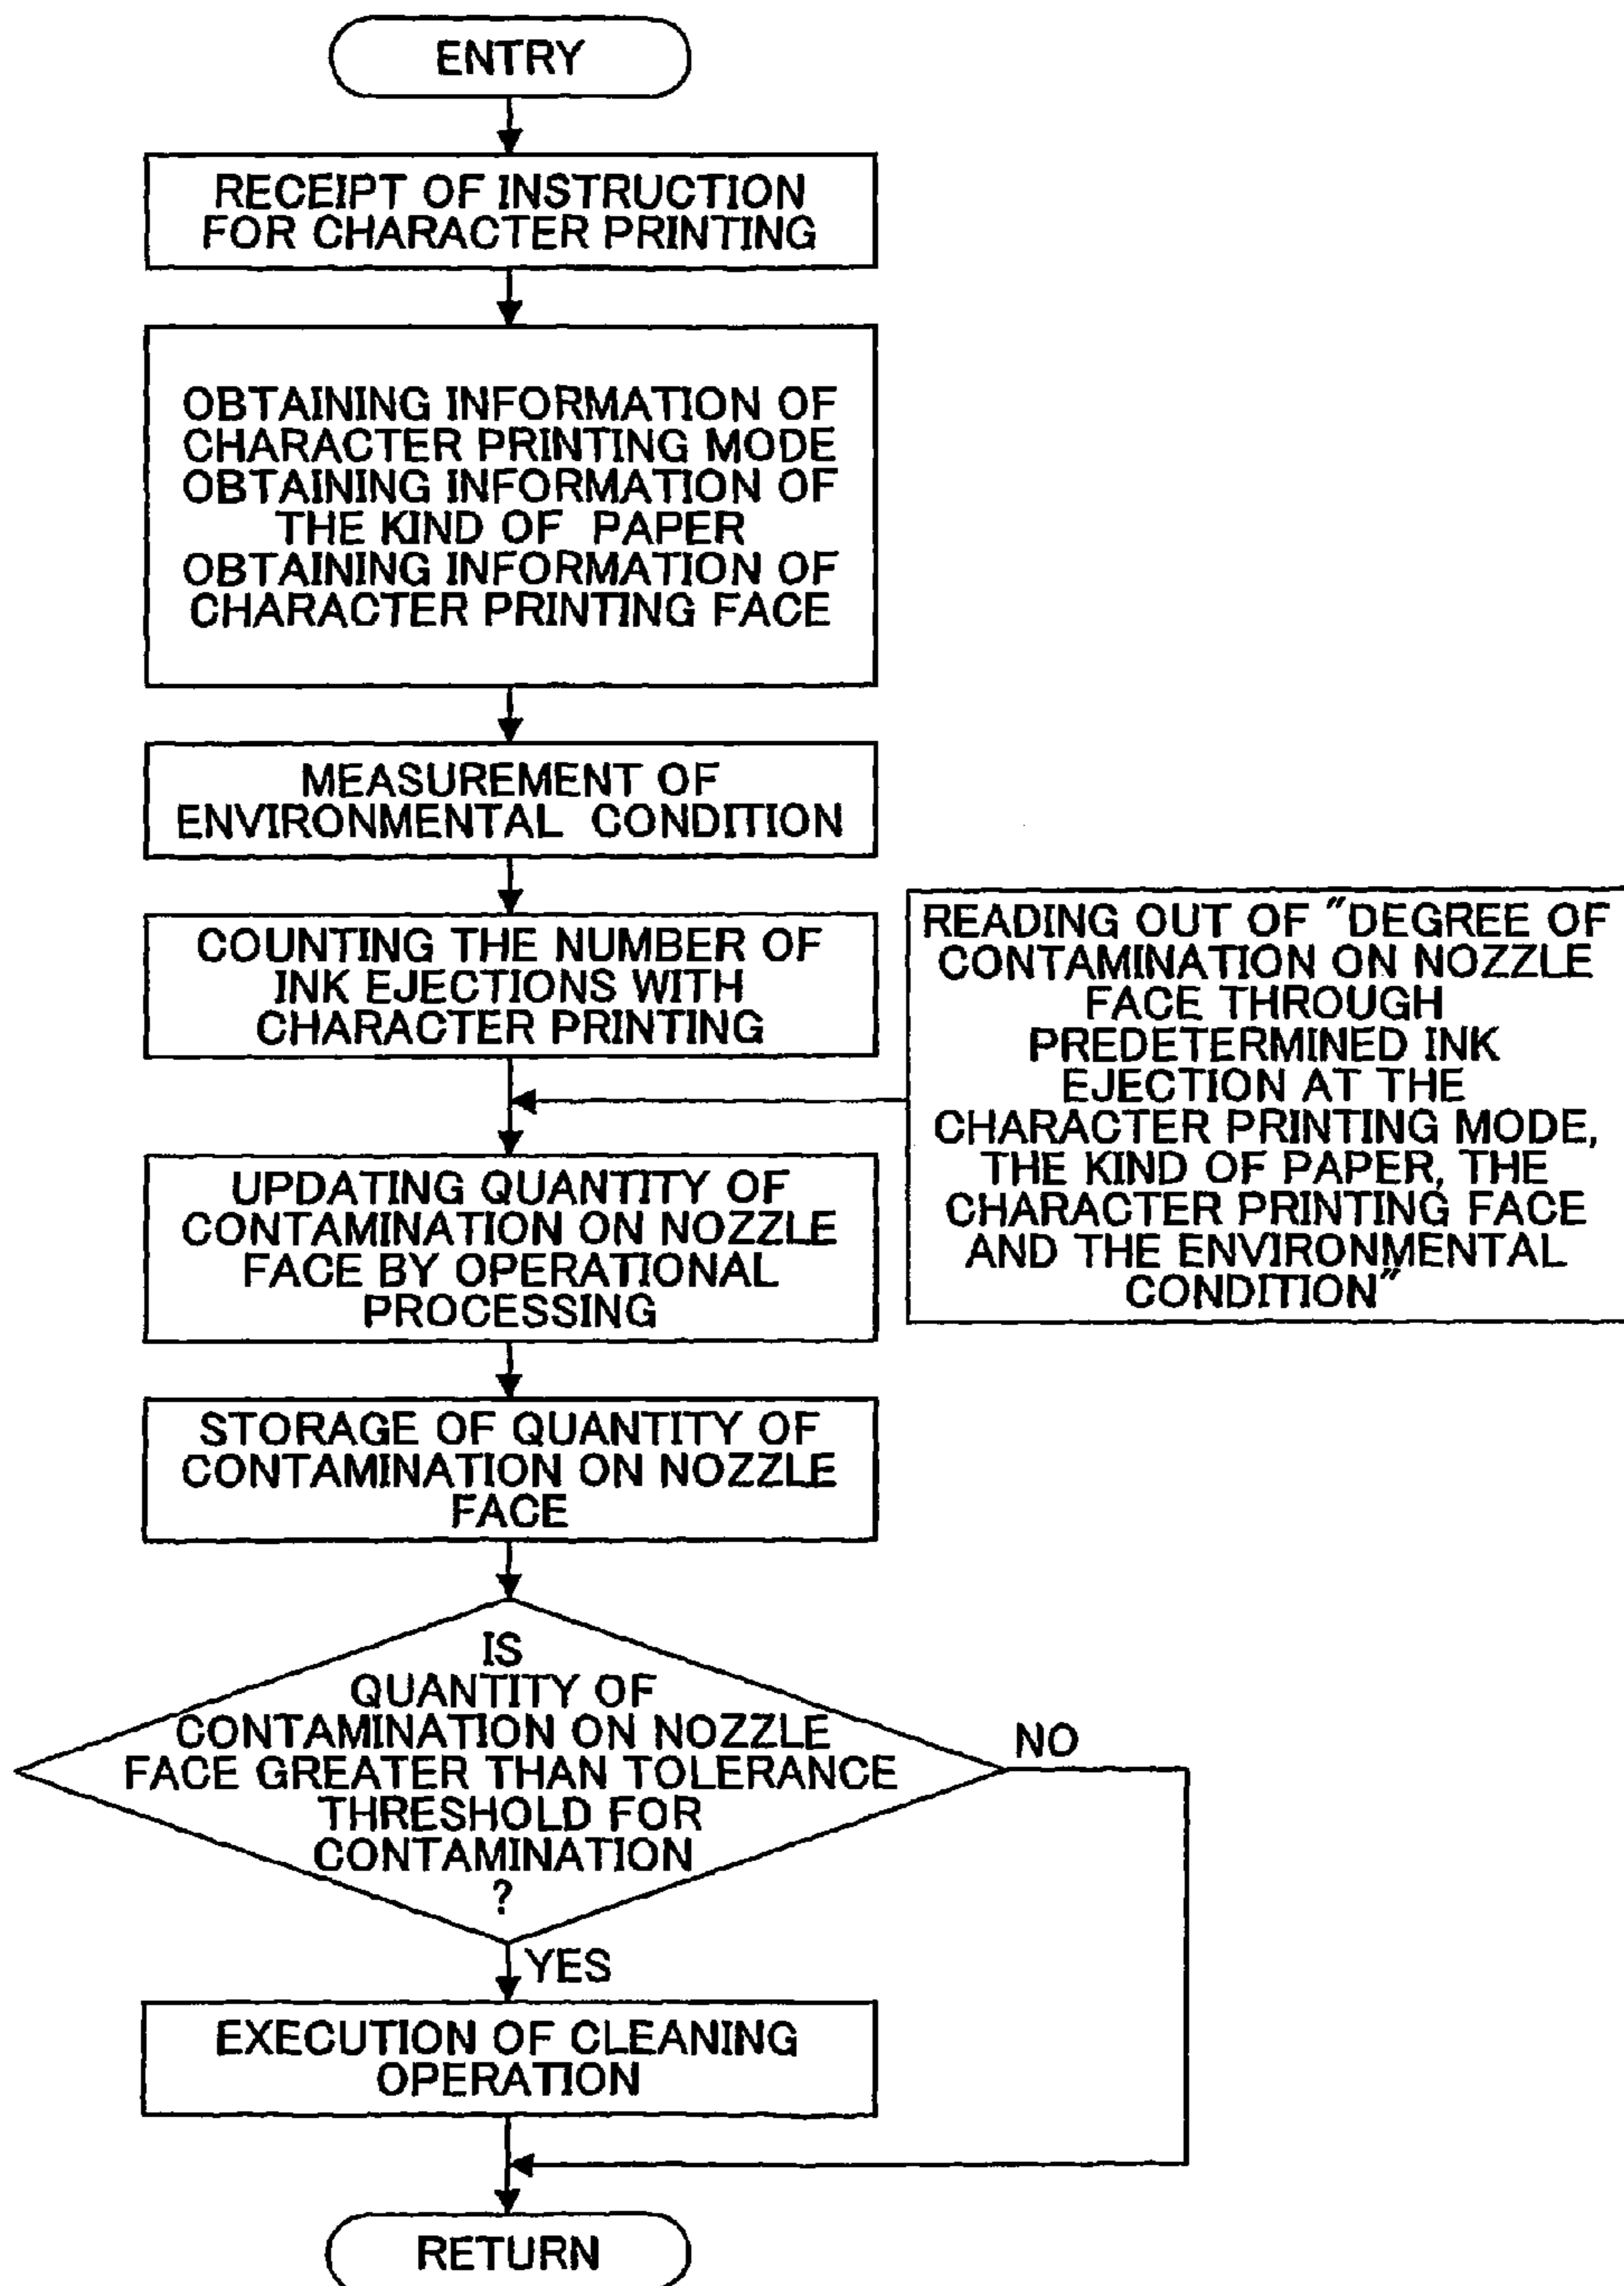 ENTRY
RECEIPT OF INSTRUCTION
FOR CHARACTER PRINTING
OBTAINING INFORMATION OF
CHARACTER PRINTING MODE
OBTAINING INFORMATION OF
THE KIND OF PAPER
OBTAINING INFORMATION OF
CHARACTER PRINTING FACE
MEASUREMENT OF
ENVIRONMENTAL CONDITION
COUNTING THE NUMBER OF
INK EJECTIONS WITH
CHARACTER PRINTING
READING OUT OF "DEGREE OF
CONTAMINATION ON NOZZLE
FACE THROUGH
PREDETERMINED INK
EJECTION AT THE
CHARACTER PRINTING MODE,
THE KIND OF PAPER, THE
CHARACTER PRINTING FACE
AND THE ENVIRONMENTAL
CONDITION"
UPDATING QUANTITY OF
CONTAMINATION ON NOZZLE
FACE BY OPERATIONAL
PROCESSING
STORAGE OF QUANTITY OF
CONTAMINATION ON NOZZLE
FACE
IS
QUANTITY OF
CONTAMINATION ON NOZZLE
FACE GREATER THAN TOLERANCE
THRESHOLD FOR
CONTAMINATION
?
NO
YES
EXECUTION OF CLEANING
OPERATION
RETURN